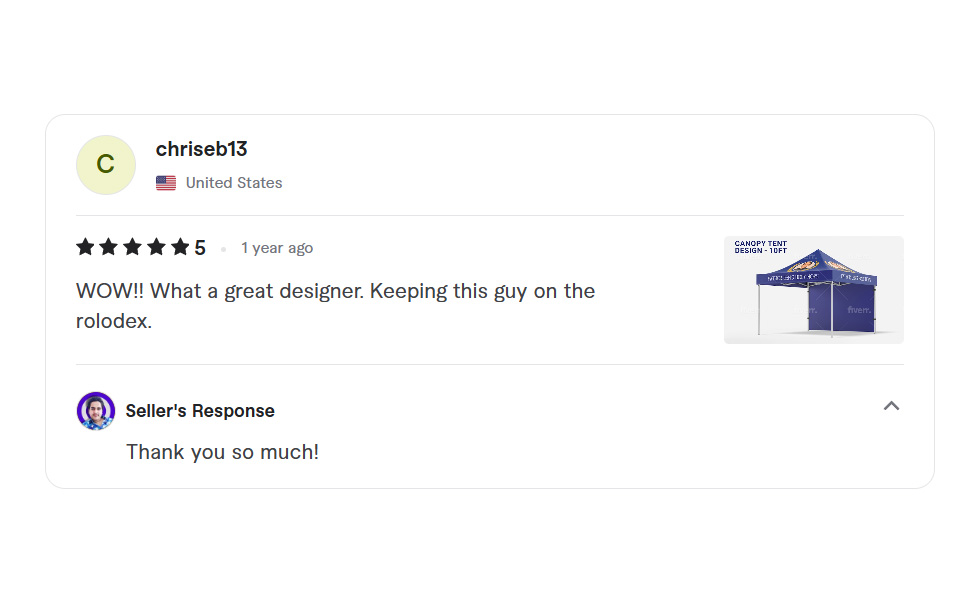 C
chriseb13
United States
5
1 year ago
WOW!! What a great designer. Keeping this guy on the
rolodex.
CANOPY TENT
DESIGN - 10FT
fiverr.
Seller's Response
Thank you so much!